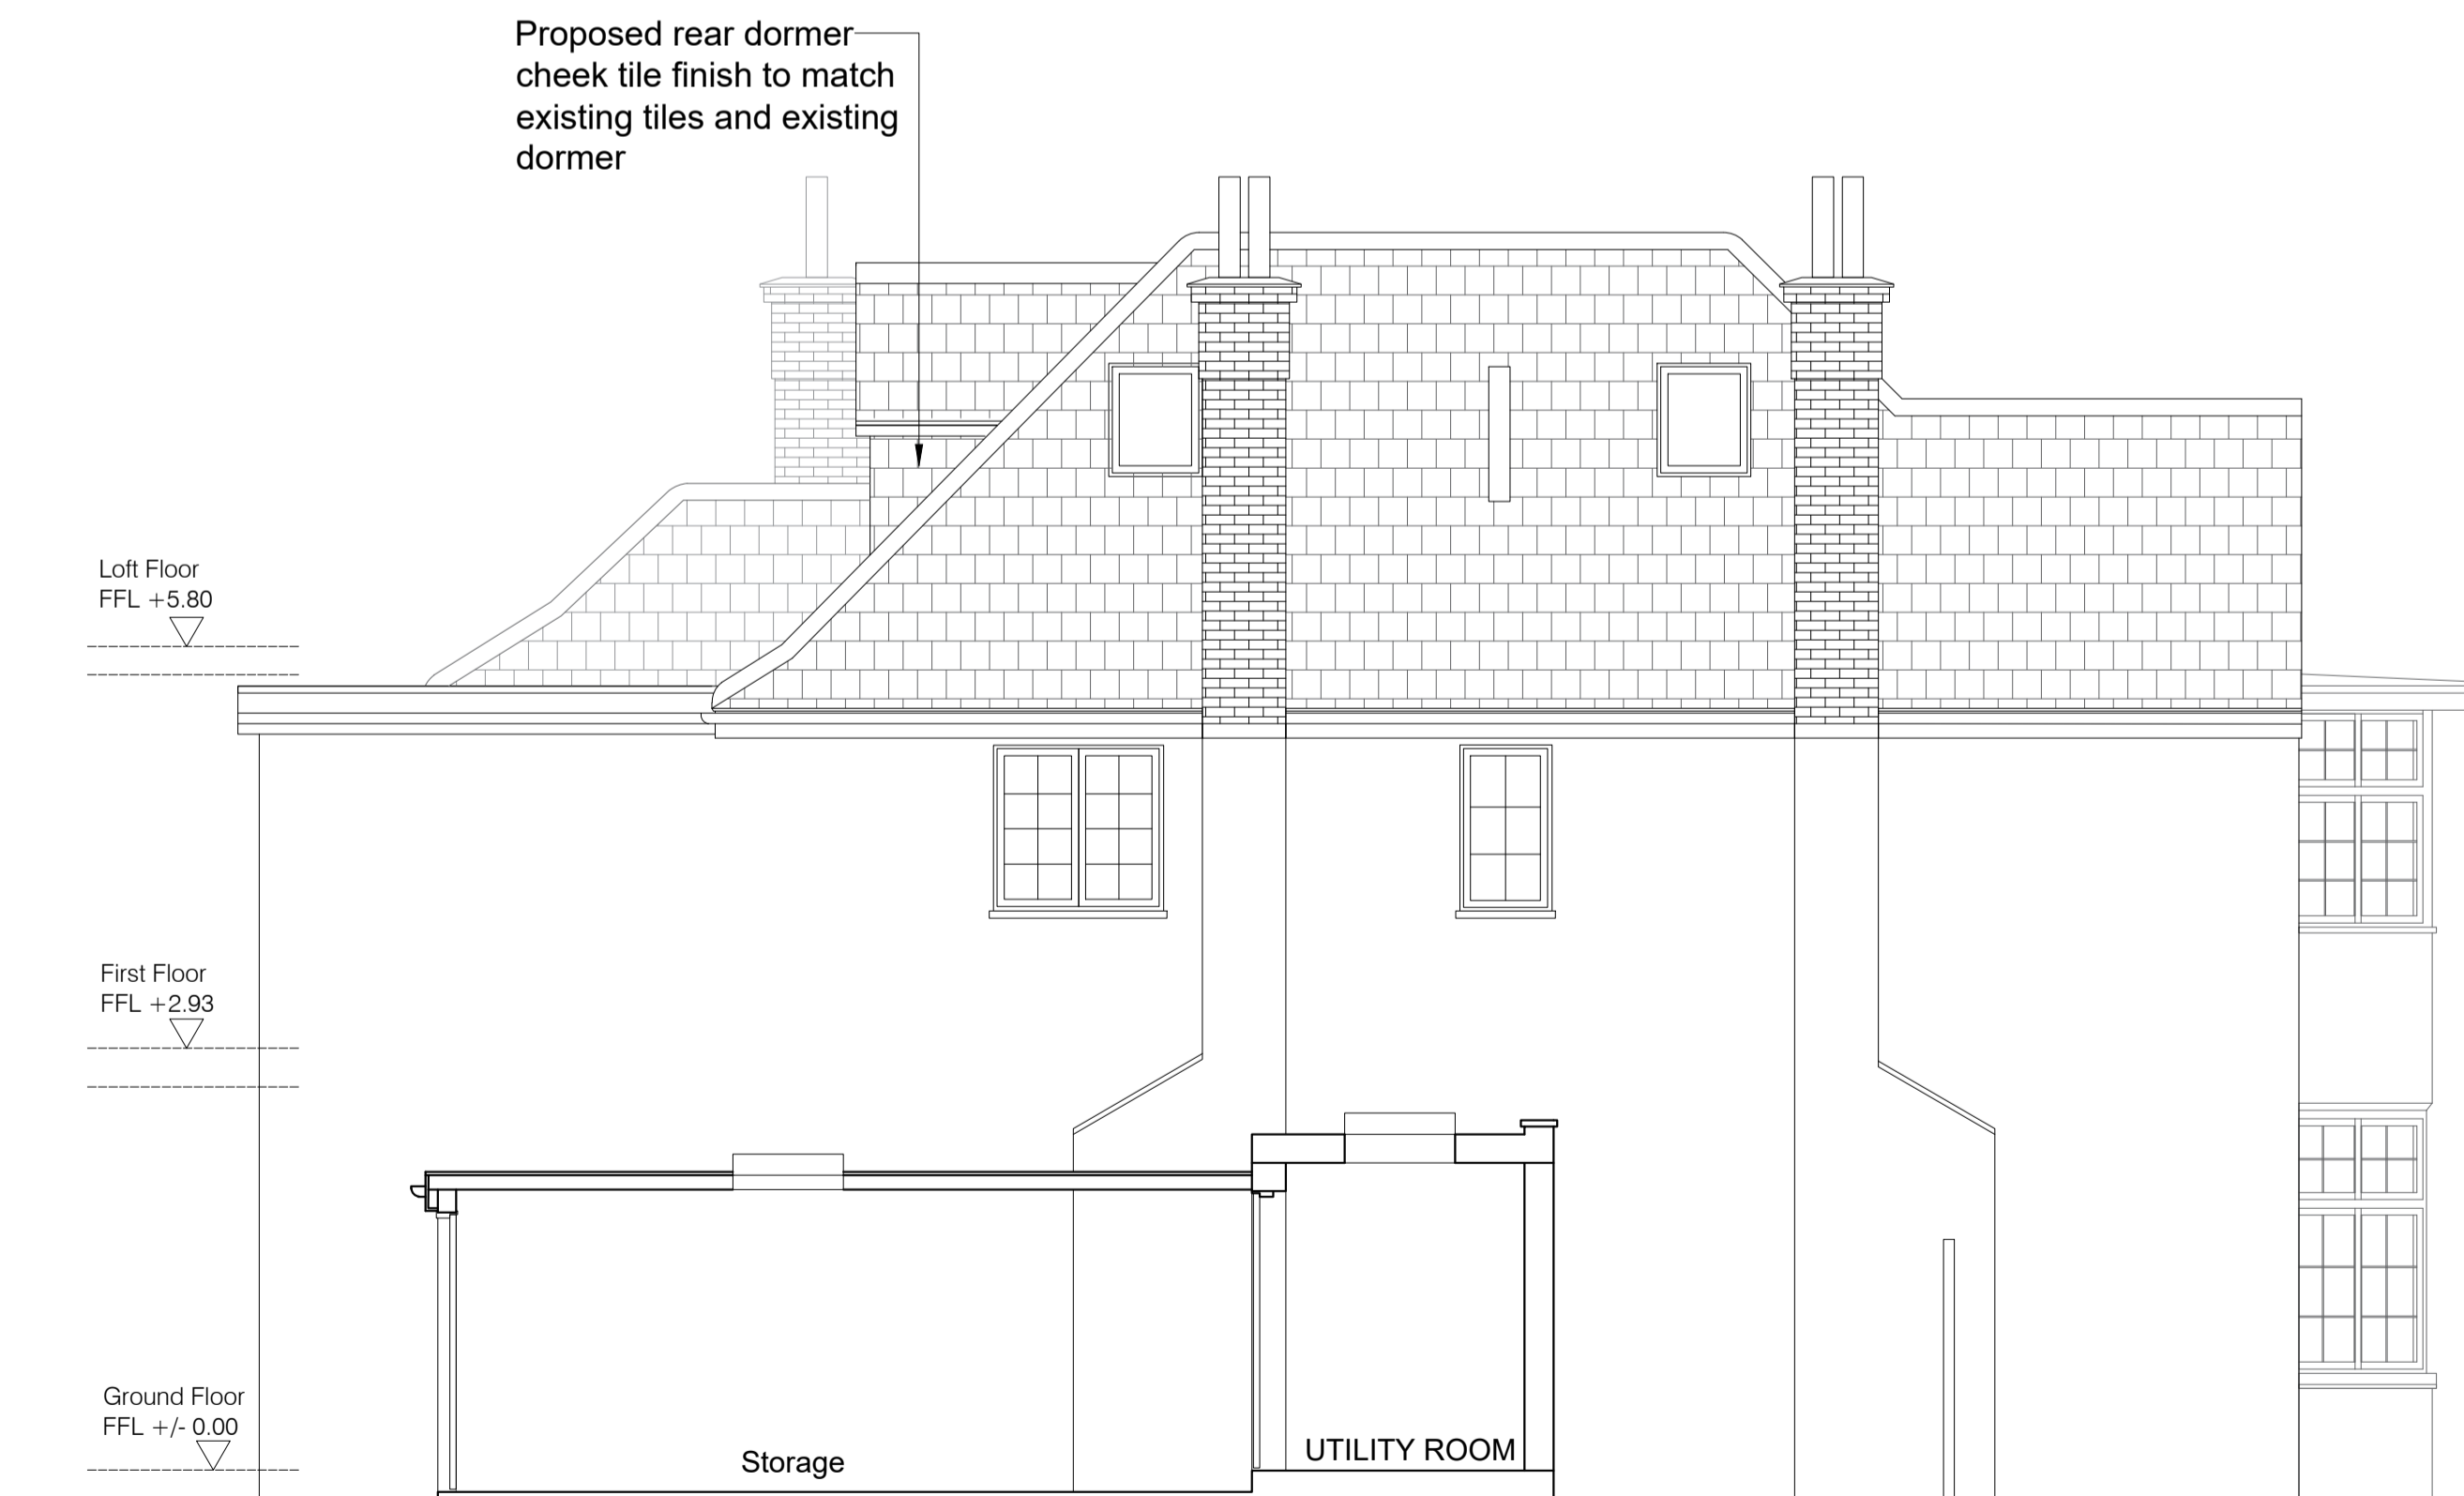 Proposed rear dormer
cheek tile finish to match
existing tiles and existing
dormer
Loft Floor
FFL +5.80
First Floor
FFL +2.93
Ground Floor
FFL +/- 0.00
Storage
UTILITY ROOM